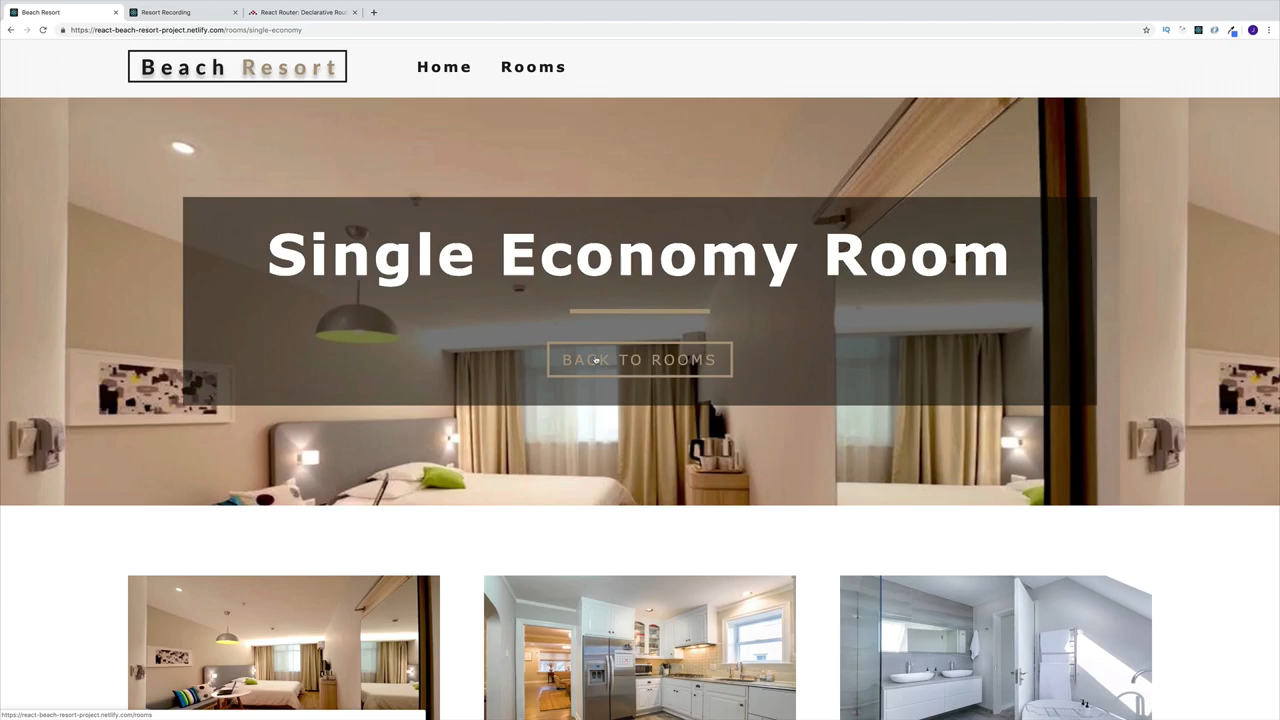 Beach Resort
Resort Recording
React Router: Declarative Rou
https://react-beach-resort-project.netlify.com/rooms/single-economy
IQ
J
Beach Resort
Home
Rooms
Single Economy Room
BACK TO ROOMS
https://react-beach-resort-project.netlify.com/rooms